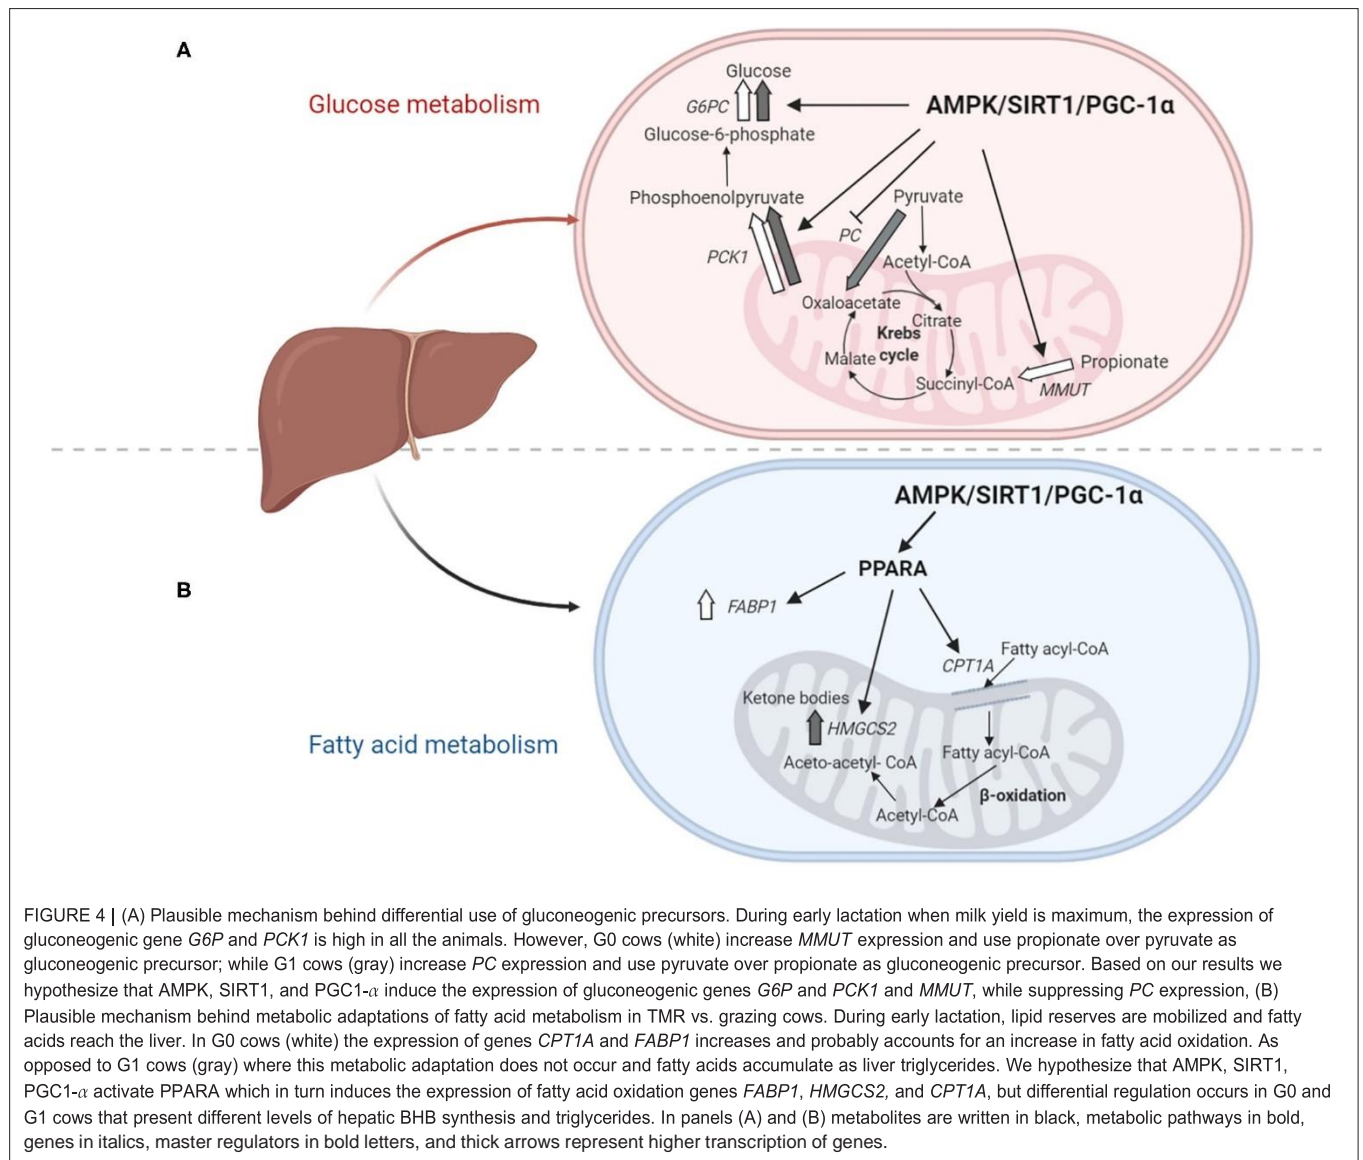 A
Glucose metabolism
Glucose
G6PC
AMPK/SIRT1/PGC-1α
Glucose-6-phosphate
Phosphoenolpyruvate
Pyruvate
PC
PCK1
Acetyl-CoA
Oxaloacetate
Citrate
Krebs
cycle
Malate
Propionate
Succinyl-CoA
MMUT
AMPK/SIRT1/PGC-1α
PPARA
B
FABP1
Fatty acyl-CoA
CPT1A
Ketone bodies
HMGCS2
Fatty acid metabolism
Fatty acyl-CoA
Aceto-acetyl- CoA
β-oxidation
Acetyl-CoA
FIGURE 4 | (A) Plausible mechanism behind differential use of gluconeogenic precursors. During early lactation when milk yield is maximum, the expression of
gluconeogenic gene G6P and PCK1 is high in all the animals. However, G0 cows (white) increase MMUT expression and use propionate over pyruvate as
gluconeogenic precursor; while G1 cows (gray) increase PC expression and use pyruvate over propionate as gluconeogenic precursor. Based on our results we
hypothesize that AMPK, SIRT1, and PGC1-α induce the expression of gluconeogenic genes G6P and PCK1 and MMUT, while suppressing PC expression, (B)
Plausible mechanism behind metabolic adaptations of fatty acid metabolism in TMR vs. grazing cows. During early lactation, lipid reserves are mobilized and fatty
acids reach the liver. In G0 cows (white) the expression of genes CPT1A and FABP1 increases and probably accounts for an increase in fatty acid oxidation. As
opposed to G1 cows (gray) where this metabolic adaptation does not occur and fatty acids accumulate as liver triglycerides. We hypothesize that AMPK, SIRT1,
PGC1-α activate PPARA which in turn induces the expression of fatty acid oxidation genes FABP1, HMGCS2, and CPT1A, but differential regulation occurs in G0 and
G1 cows that present different levels of hepatic BHB synthesis and triglycerides. In panels (A) and (B) metabolites are written in black, metabolic pathways in bold,
genes in italics, master regulators in bold letters, and thick arrows represent higher transcription of genes.